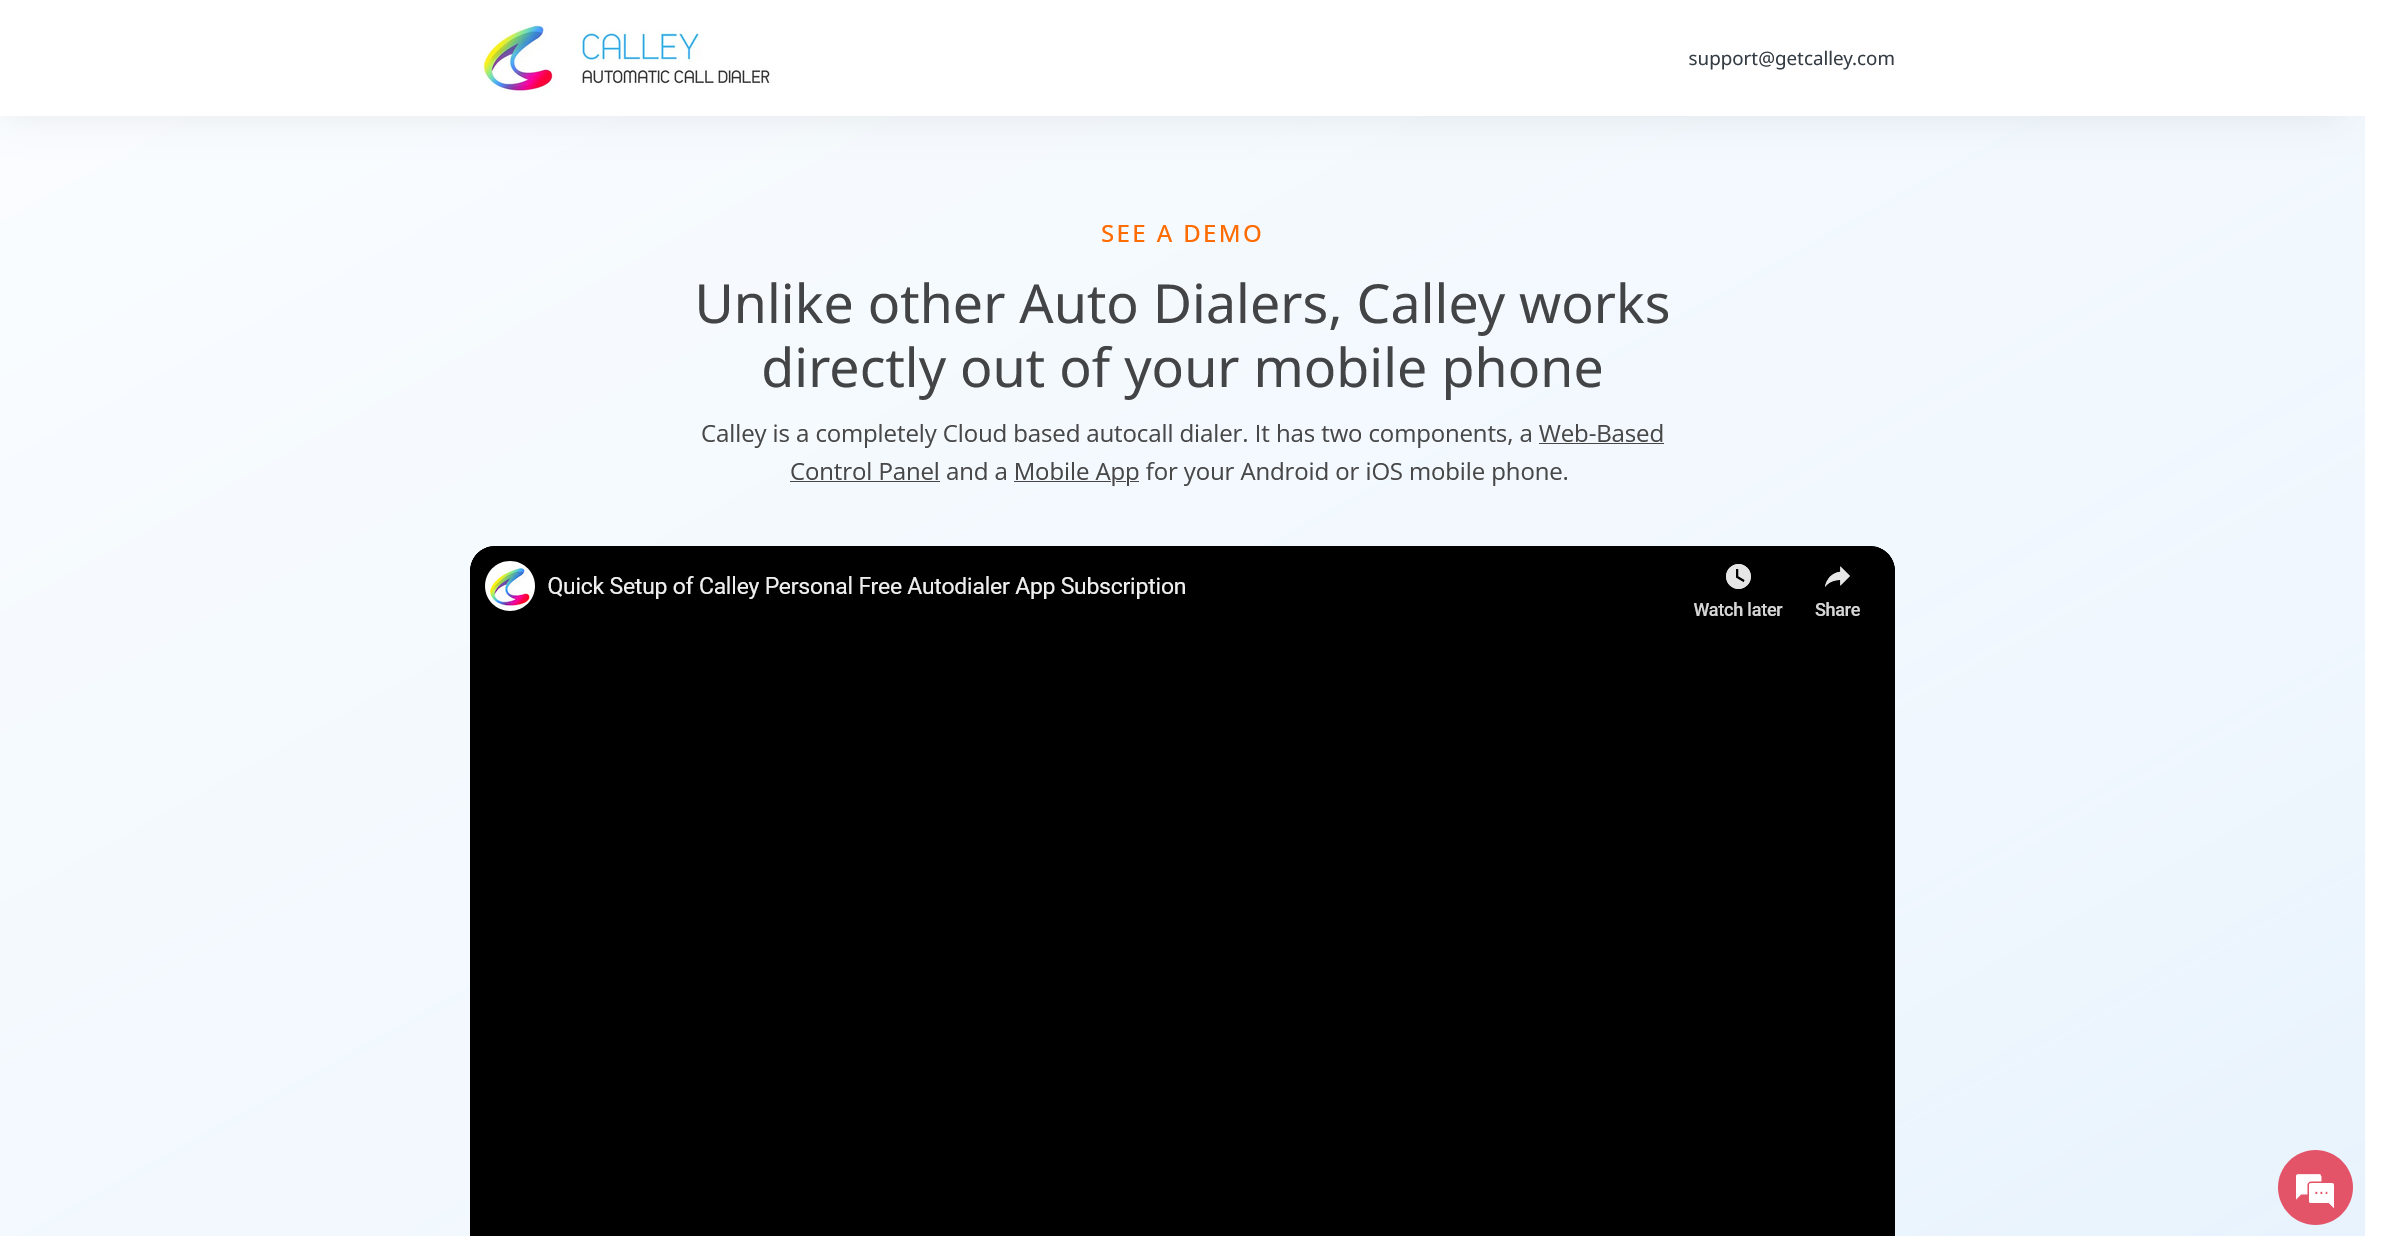 CALLEY
AUTOMATIC CALL DIALER
support@getcalley.com
SEE A DEMO
Unlike other Auto Dialers, Calley works
directly out of your mobile phone
Calley is a completely Cloud based autocall dialer. It has two components, a Web-Based
Control Panel and a Mobile App for your Android or iOS mobile phone.
Quick Setup of Calley Personal Free Autodialer App Subscription
Watch later
Share